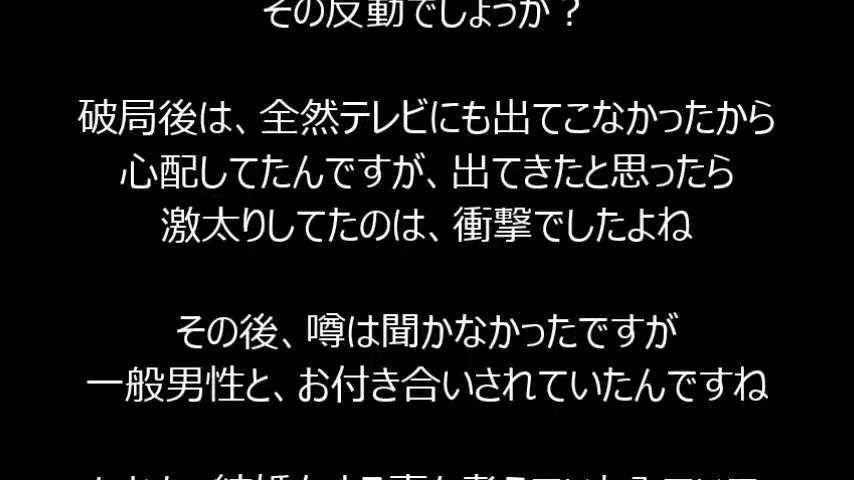 その反動でしょうか？
破局後は、全然テレビにも出てこなかったから
心配してたんですが、出てきたと思ったら
激太りしてたのは、衝撃でしたよね
その後、噂は聞かなかったですが
一般男性と、お付き合いされていたんですね